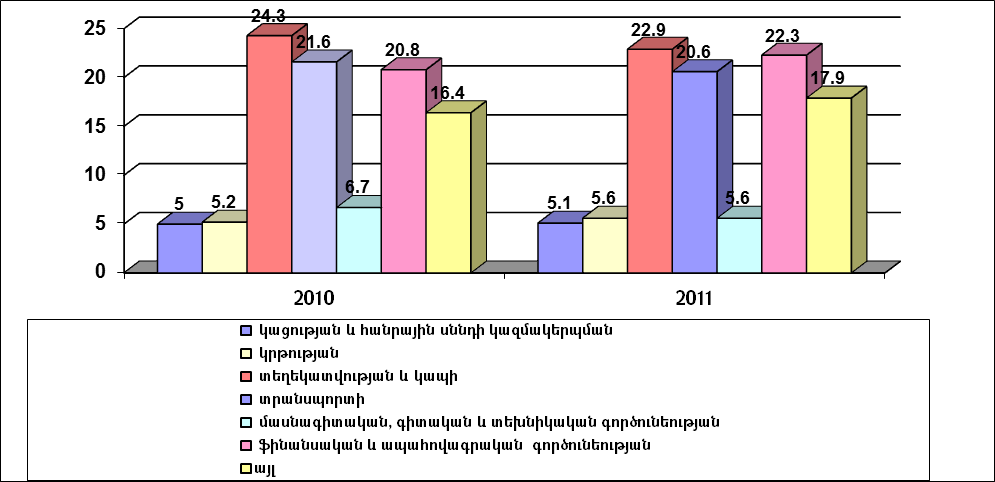 25
20
15
10
5
0
5 5.2 24.3 21.6 6.7 20.8 16.4
5.1 5.6 22.9 20.6 5.6 22.3 17.9
2010 2011
կացության և հանրային սննդի կազմակերպման
կրթության
տեղեկատվության և կապի
տրանսպորտի
մասնագիտական, գիտական և տեխնիկական գործունեության
ֆինանսական և ապահովագրական գործունեության
այլ